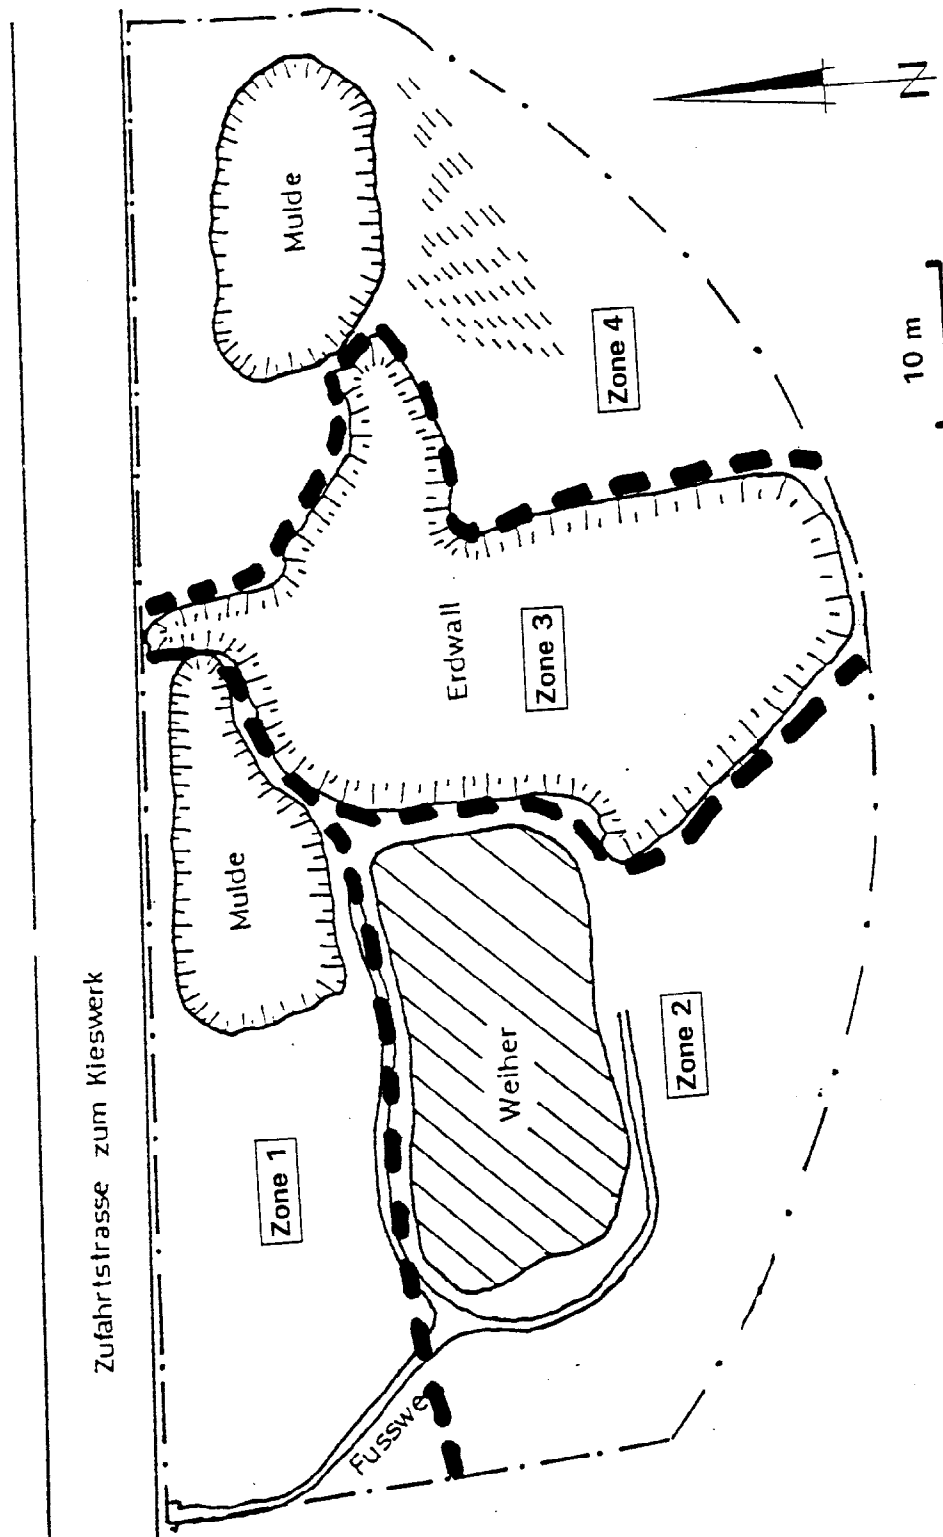 Zufahrtstrasse zum Kieswerk
Mulde
Mulde
Zone 1
Erdwall
Zone 3
Zone 4
Weiher
Zone 2
Fusswe
10 m
N